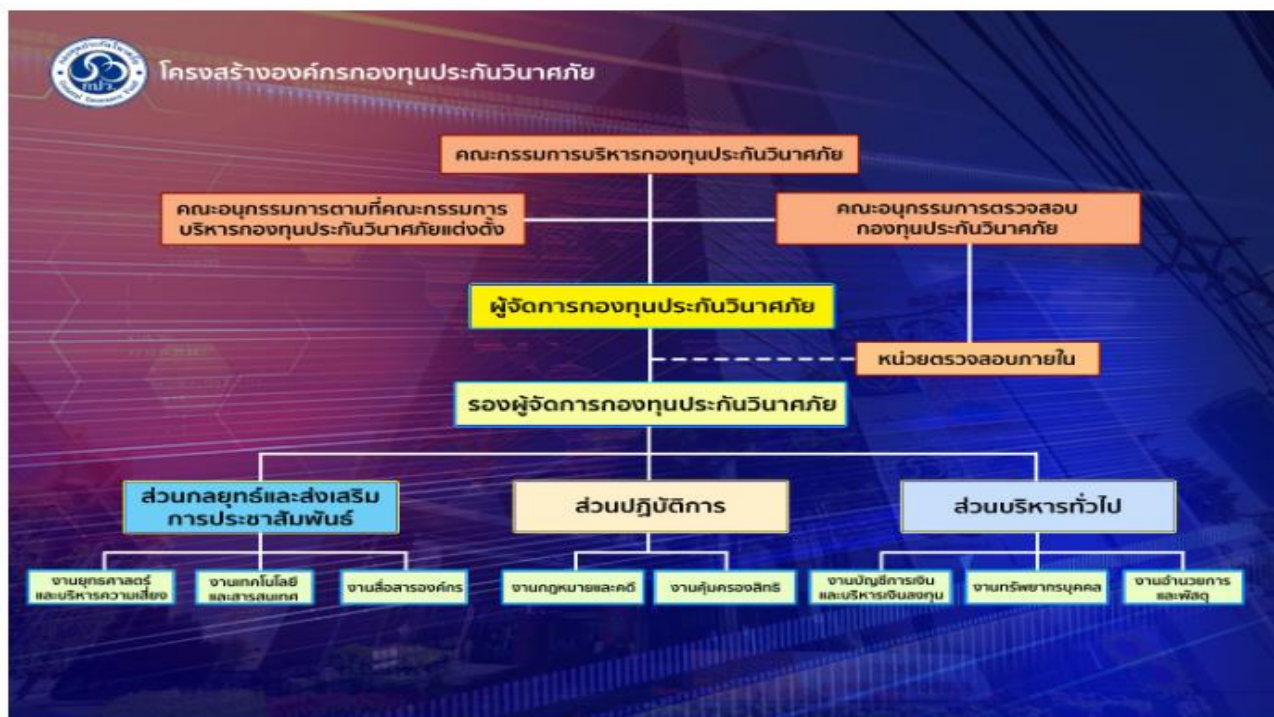 โครงสร้างองค์กรกองทุนประกันวินาศภัย
กปว.
คณะกรรมการบริหารกองทุนประกันวินาศภัย
คณะอนุกรรมการตามที่คณะกรรมการ
บริหารกองทุนประกันวินาศภัยแต่งตั้ง
คณะอนุกรรมการตรวจสอบ
กองทุนประกันวินาศภัย
ผู้จัดการกองทุนประกันวินาศภัย
หน่วยตรวจสอบภายใน
รองผู้จัดการกองทุนประกันวินาศภัย
ส่วนกลยุทธ์และส่งเสริม
การประชาสัมพันธ์
ส่วนปฏิบัติการ
ส่วนบริหารทั่วไป
งานยุทธศาสตร์
และบริหารความเสี่ยง
งานเทคโนโลยี
และสารสนเทศ
งานสื่อสารองค์กร
งานกฎหมายและคดี
งานคุ้มครองสิทธิ
งานบัญชีการเงิน
และบริหารเงินลงทุน
งานทรัพยากรบุคคล
งานอำนวยการ
และพัสดุ